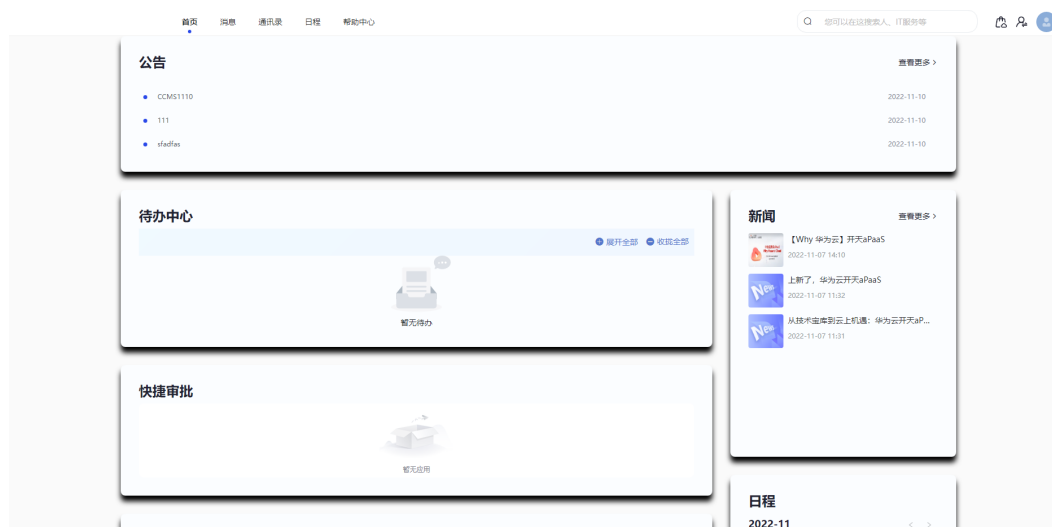 首页 消息 通讯录 日程 帮助中心 您可以在这搜索人、IT服务等
公告 查看更多 >
CCMS1110 2022-11-10
111 2022-11-10
sfadfas 2022-11-10
待办中心
展开全部 收拢全部
暂无待办
快捷审批
暂无应用
新闻 查看更多 >
【Why 华为云】开天aPaaS
2022-11-07 14:10
上新了，华为云开天aPaaS
2022-11-07 11:32
New
从技术宝库到云上机遇：华为云开天aP...
2022-11-07 11:31
New
日程
2022-11 < >